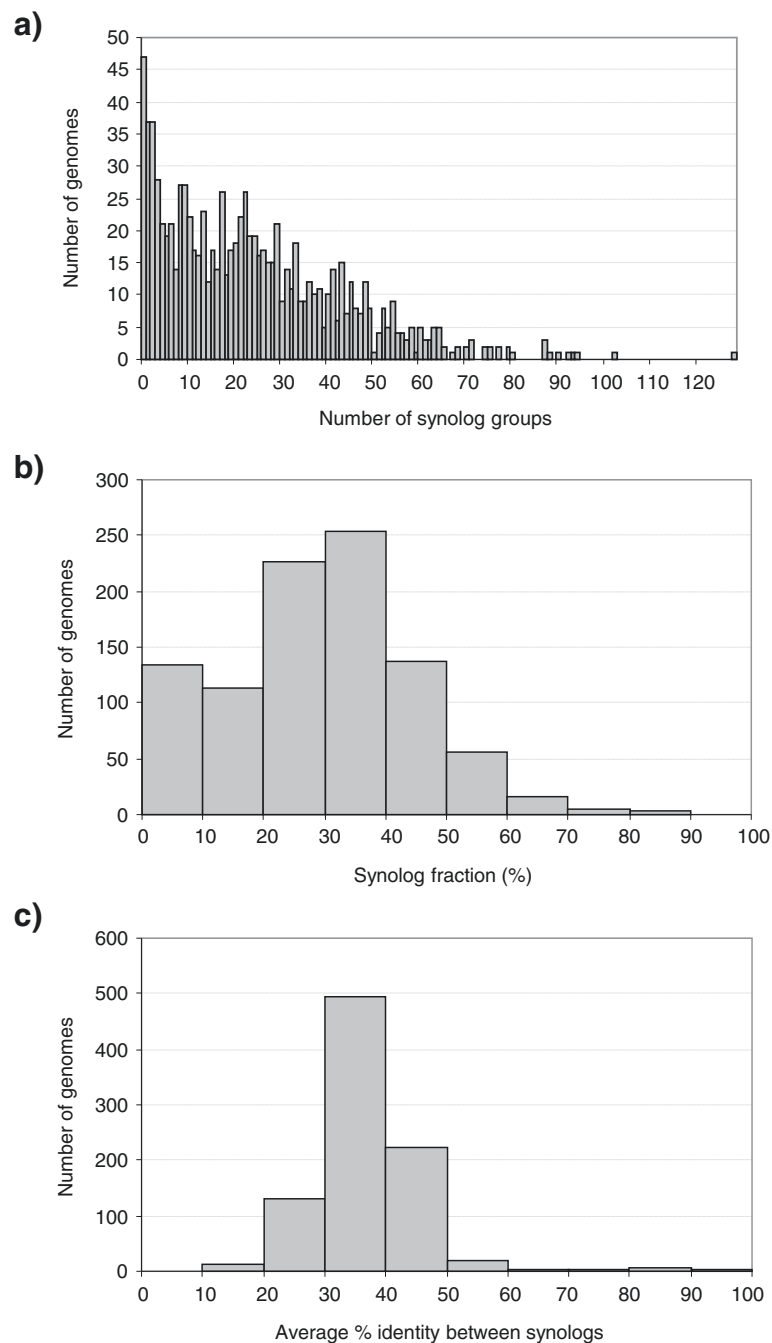 a)
50
45
40
35
30
25
20
15
10
5
0
Number of genomes
0 10 20 30 40 50 60 70 80 90 100 110 120
Number of synolog groups
b)
300
250
200
150
100
50
0
Number of genomes
0 10 20 30 40 50 60 70 80 90 100
Synolog fraction (%)
c)
600
500
400
300
200
100
0
Number of genomes
0 10 20 30 40 50 60 70 80 90 100
Average % identity between synologs